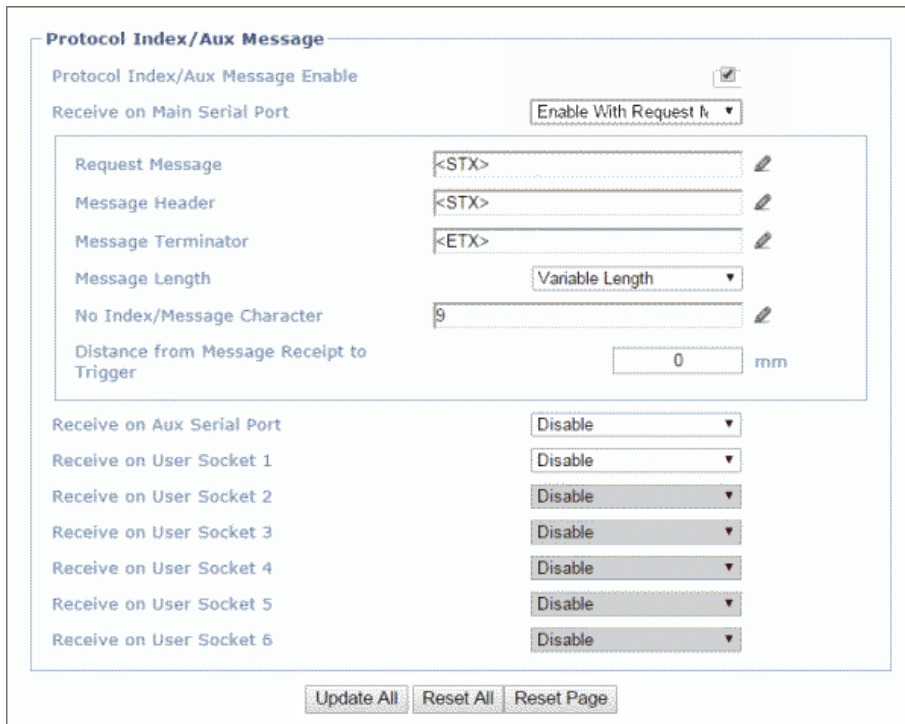 Protocol Index/Aux Message
Protocol Index/Aux Message Enable
Receive on Main Serial Port Enable With Request M
Request Message <STX>
Message Header <STX>
Message Terminator <ETX>
Message Length Variable Length
No Index/Message Character 9
Distance from Message Receipt to
Trigger 0 mm
Receive on Aux Serial Port Disable
Receive on User Socket 1 Disable
Receive on User Socket 2 Disable
Receive on User Socket 3 Disable
Receive on User Socket 4 Disable
Receive on User Socket 5 Disable
Receive on User Socket 6 Disable
Update All Reset All Reset Page